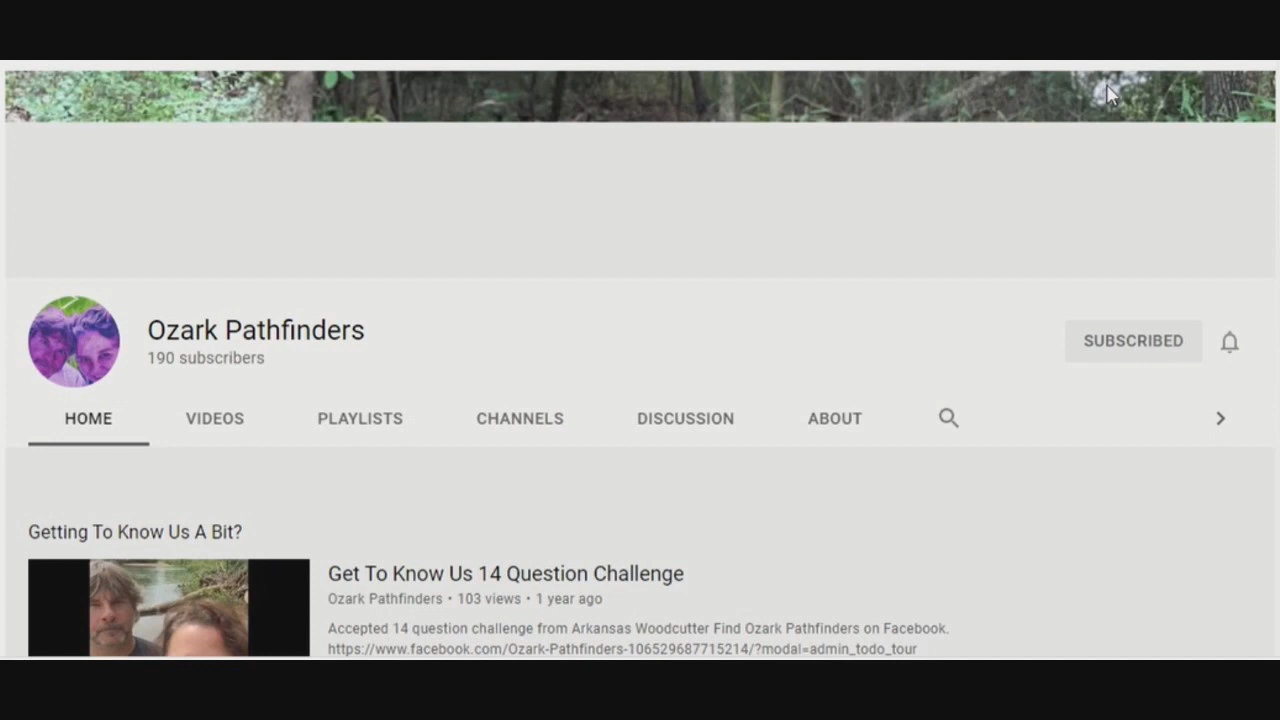 Ozark Pathfinders
190 subscribers
SUBSCRIBED
HOME VIDEOS PLAYLISTS CHANNELS DISCUSSION ABOUT
Getting To Know Us A Bit?
Get To Know Us 14 Question Challenge
Ozark Pathfinders • 103 views • 1 year ago
Accepted 14 question challenge from Arkansas Woodcutter Find Ozark Pathfinders on Facebook.
https://www.facebook.com/Ozark-Pathfinders-106529687715214/?modal=admin_todo_tour